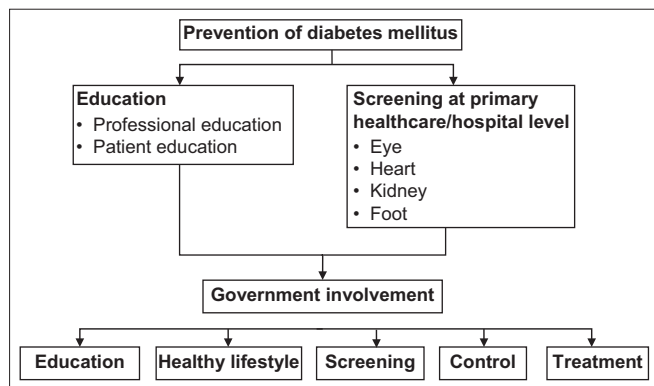 Prevention of diabetes mellitus
Education
• Professional education
• Patient education
Screening at primary
healthcare/hospital level
• Eye
• Heart
• Kidney
• Foot
Government involvement
Education
Healthy lifestyle
Screening
Control
Treatment